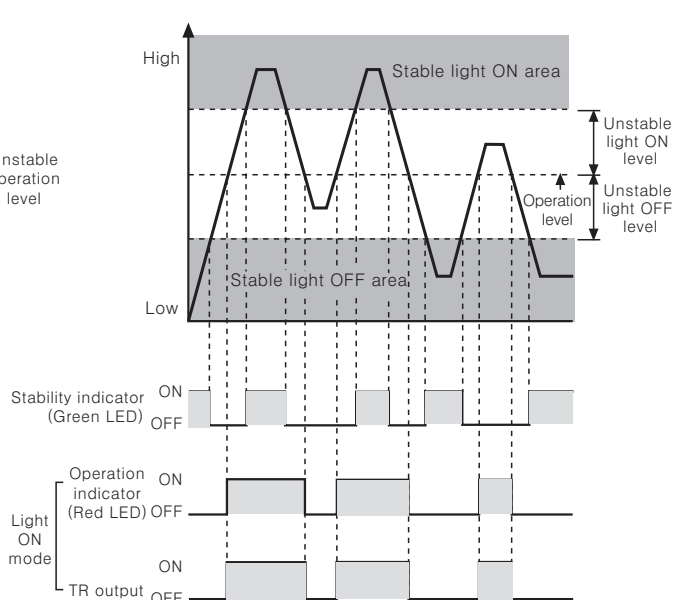 High
Stable light ON area
Unstable
light ON
level
level
Operation
level
Unstable
light OFF
level
Stable light OFF area
Low
Stability indicator
(Green LED)
ON
OFF
Operation
indicator
(Red LED)
ON
OFF
Light
ON
mode
ON
TR output
OFF